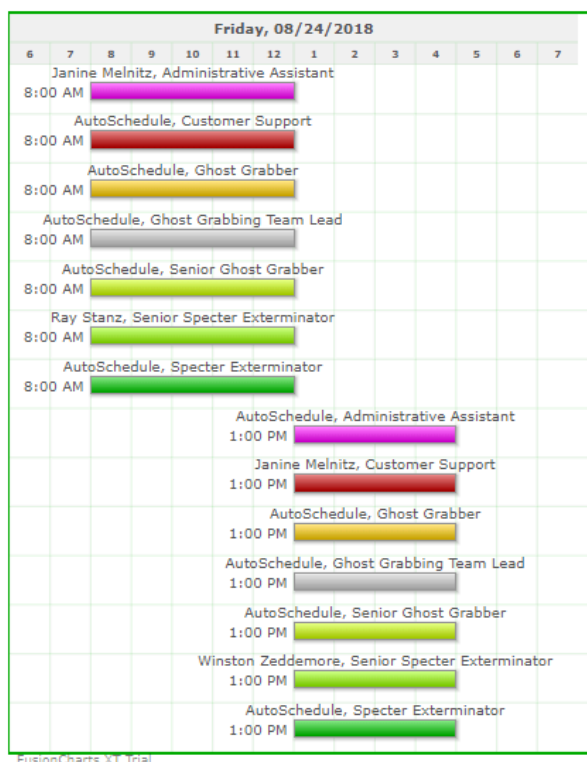 Friday, 08/24/2018
6 7 8 9 10 11 12 1 2 3 4 5 6 7
Janine Melnitz, Administrative Assistant
8:00 AM
AutoSchedule, Customer Support
8:00 AM
AutoSchedule, Ghost Grabber
8:00 AM
AutoSchedule, Ghost Grabbing Team Lead
8:00 AM
AutoSchedule, Senior Ghost Grabber
8:00 AM
Ray Stanz, Senior Specter Exterminator
8:00 AM
AutoSchedule, Specter Exterminator
8:00 AM
AutoSchedule, Administrative Assistant
1:00 PM
Janine Melnitz, Customer Support
1:00 PM
AutoSchedule, Ghost Grabber
1:00 PM
AutoSchedule, Ghost Grabbing Team Lead
1:00 PM
AutoSchedule, Senior Ghost Grabber
1:00 PM
Winston Zeddemore, Senior Specter Exterminator
1:00 PM
AutoSchedule, Specter Exterminator
1:00 PM
FusionCharts XT Trial